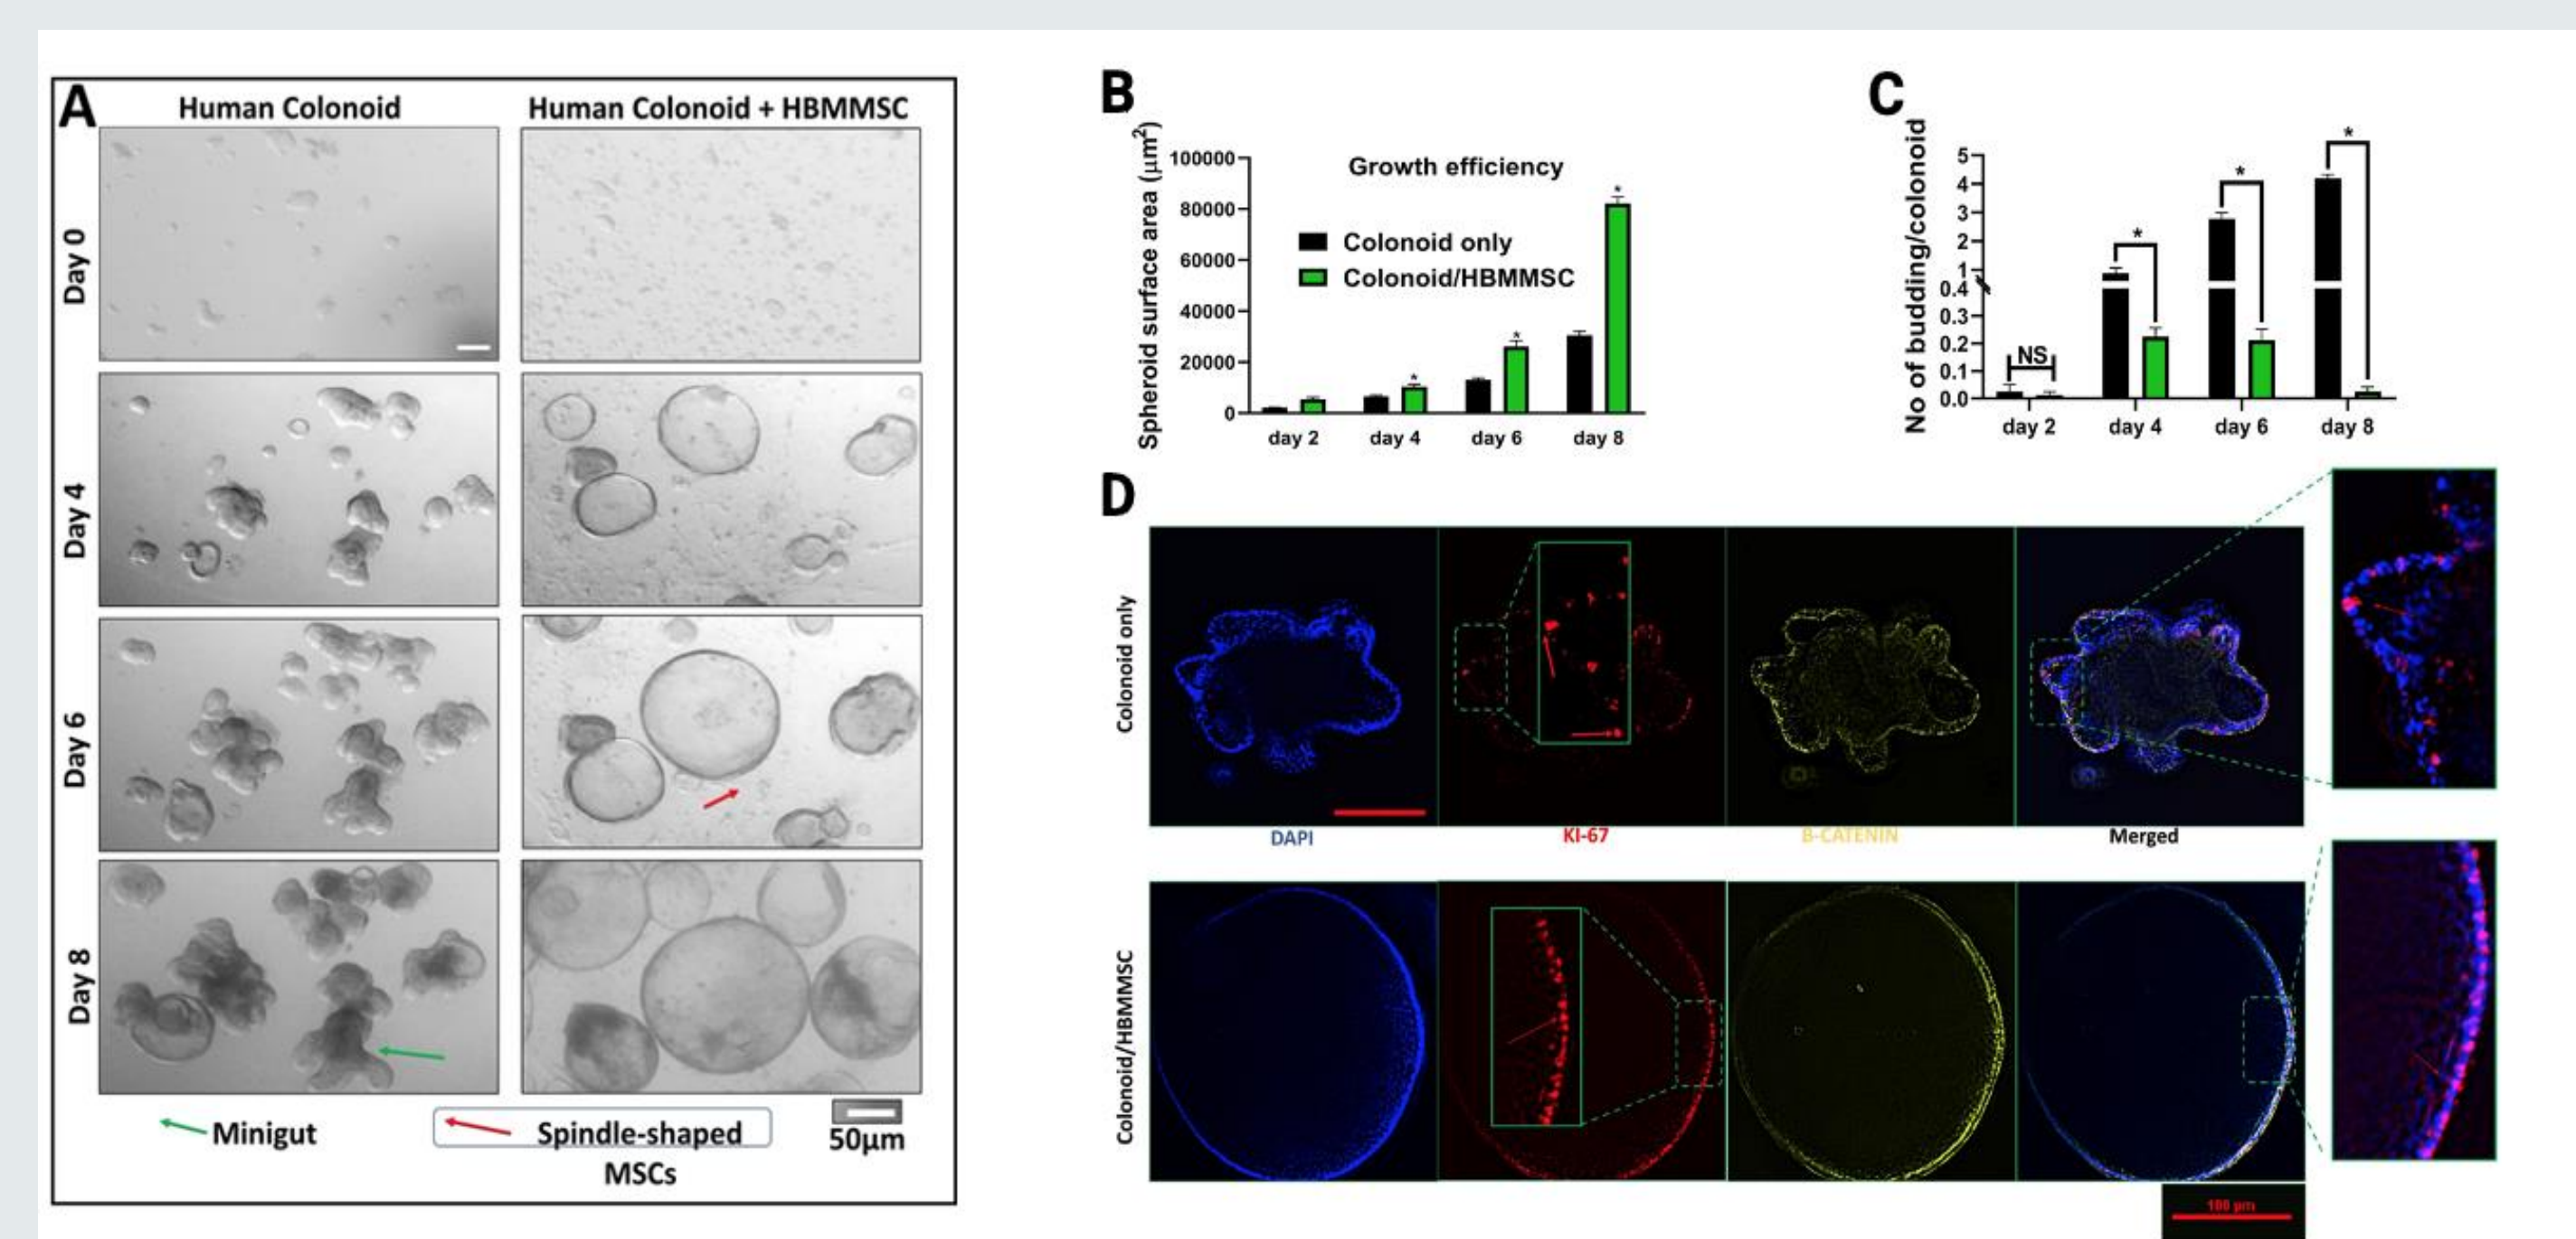 A
Human Colonoid
Human Colonoid + HBMMSC
Day 0
Day 4
Day 6
Day 8
Minigut
Spindle-shaped
MSCs
50µm
B
Growth efficiency
Spheroid surface area (µm²)
100000
80000
60000
40000
20000
0
Colonoid only
Colonoid/HBMMSC
*
*
*
day 2
day 4
day 6
day 8
C
No of budding/colonoid
5
4
3
2
1
0.4
0.3
0.2
0.1
0.0
NS
*
*
*
day 2
day 4
day 6
day 8
D
Colonoid only
DAPI
KI-67
B-CATENIN
Merged
Colonoid/HBMMSC
100 µm